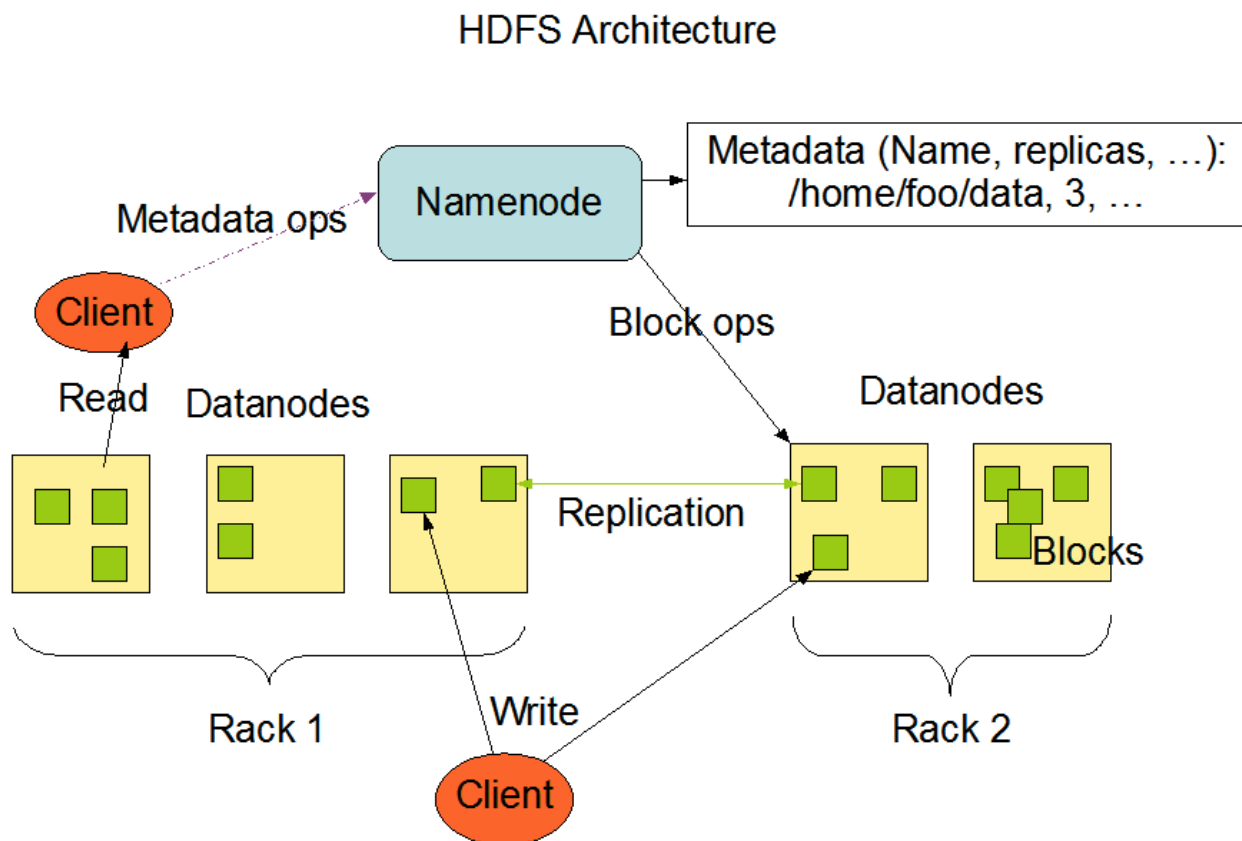 HDFS Architecture
Metadata (Name, replicas, …):
/home/foo/data, 3, …
Namenode
Metadata ops
Client
Block ops
Read
Datanodes
Datanodes
Replication
Blocks
Rack 1
Write
Rack 2
Client